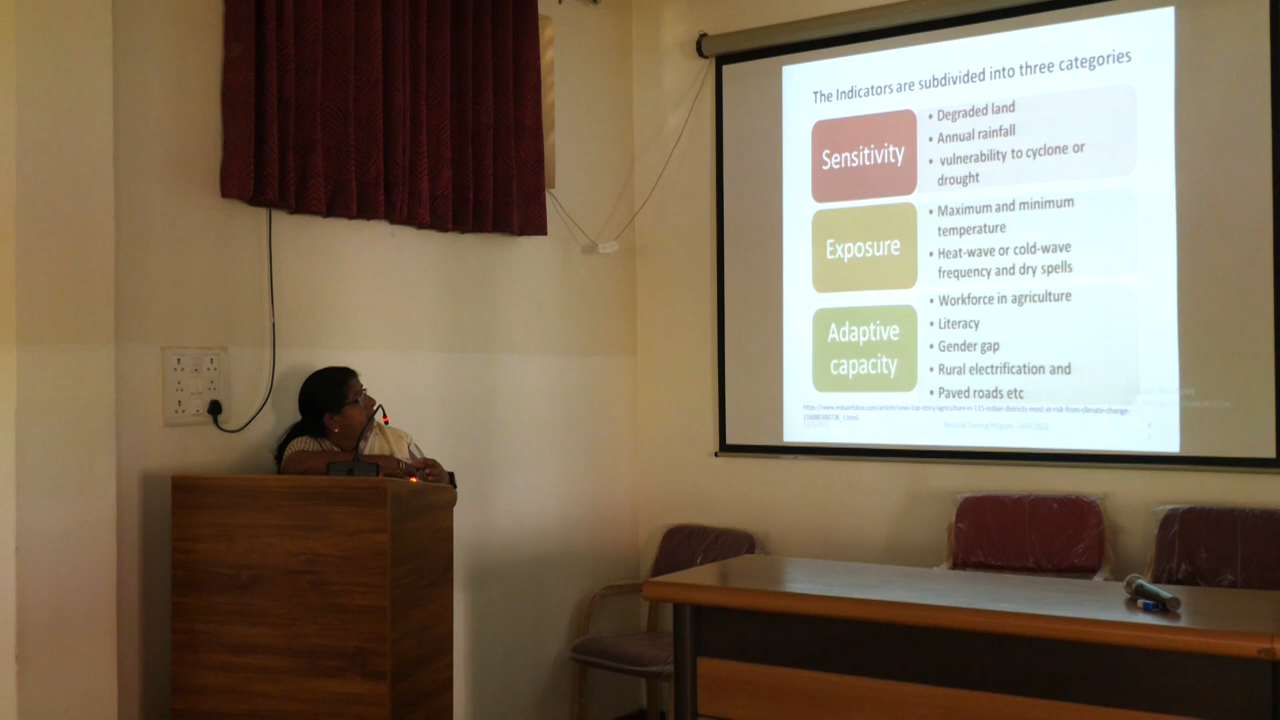 The Indicators are subdivided into three categories
Sensitivity
• Degraded land
• Annual rainfall
• vulnerability to cyclone or
drought
Exposure
• Maximum and minimum
temperature
• Heat-wave or cold-wave
frequency and dry spells
Adaptive
capacity
• Workforce in agriculture
• Literacy
• Gender gap
• Rural electrification and
• Paved roads etc